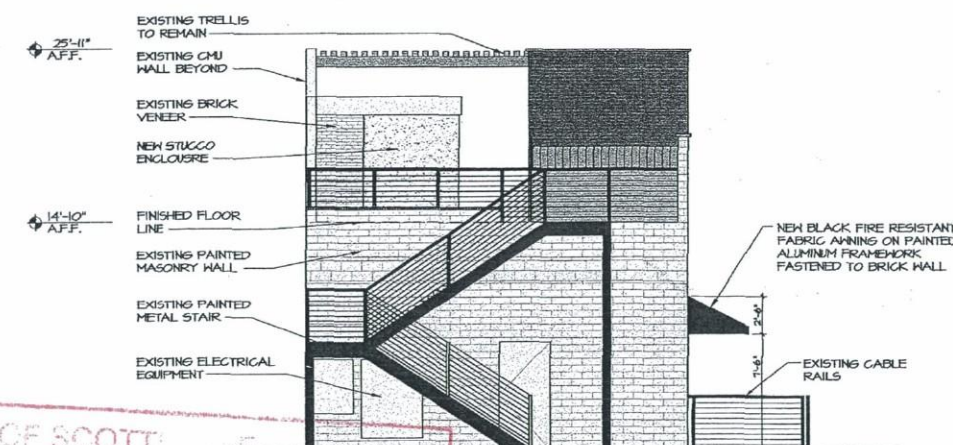 EXISTING TRELLIS
TO REMAIN
25'-11"
A.F.F.
EXISTING CMU
WALL BEYOND
EXISTING BRICK
VENEER
NEW STUCCO
ENCLOUSRE
14'-10"
A.F.F.
FINISHED FLOOR
LINE
EXISTING PAINTED
MASONRY WALL
EXISTING PAINTED
METAL STAIR
EXISTING ELECTRICAL
EQUIPMENT
NEW BLACK FIRE RESISTANT
FABRIC AWNING ON PAINTED
ALUMINUM FRAMEWORK
FASTENED TO BRICK WALL
2'-8"
7'-6"
EXISTING CABLE
RAILS